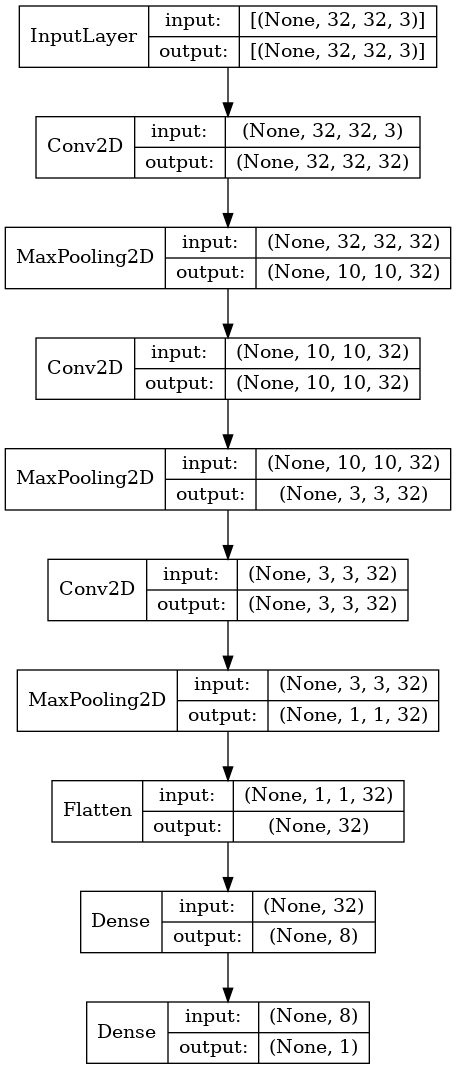 InputLayer
input: [(None, 32, 32, 3)]
output: [(None, 32, 32, 3)]
Conv2D
input: (None, 32, 32, 3)
output: (None, 32, 32, 32)
MaxPooling2D
input: (None, 32, 32, 32)
output: (None, 10, 10, 32)
Conv2D
input: (None, 10, 10, 32)
output: (None, 10, 10, 32)
MaxPooling2D
input: (None, 10, 10, 32)
output: (None, 3, 3, 32)
Conv2D
input: (None, 3, 3, 32)
output: (None, 3, 3, 32)
MaxPooling2D
input: (None, 3, 3, 32)
output: (None, 1, 1, 32)
Flatten
input: (None, 1, 1, 32)
output: (None, 32)
Dense
input: (None, 32)
output: (None, 8)
Dense
input: (None, 8)
output: (None, 1)